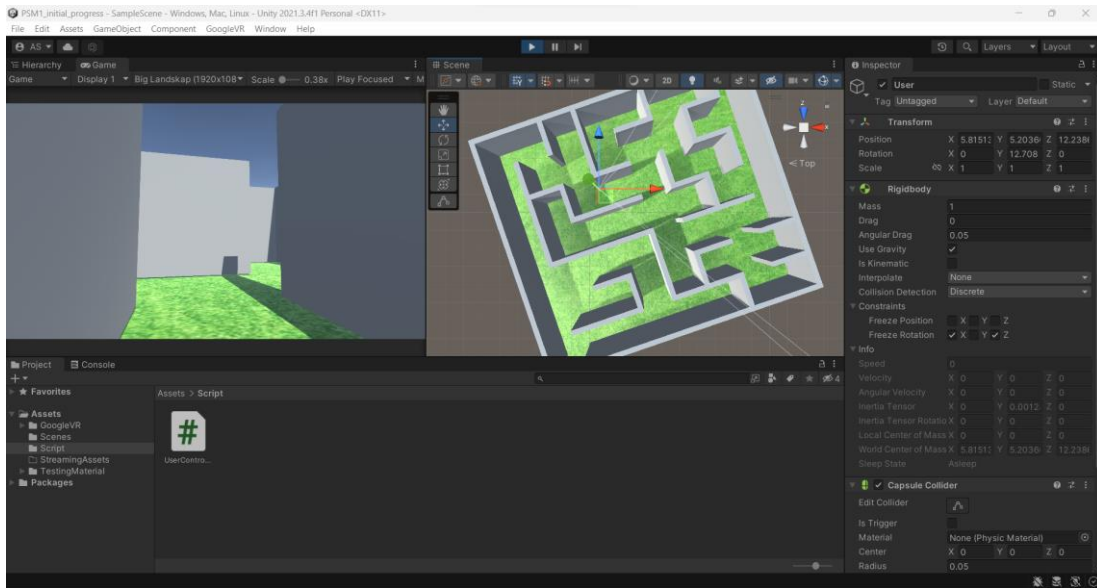 PSM1_initial_progress - SampleScene - Windows, Mac, Linux - Unity 2021.3.4f1 Personal <DX11>
File Edit Assets GameObject Component GoogleVR Window Help
AS
Layers Layout
Hierarchy Game
Game Display 1 Big Landskap (1920x108 Scale 0.38x Play Focused M
Scene
2D
z
x
Top
Project Console
4
Favorites
Assets
GoogleVR
Scenes
Script
StreamingAssets
TestingMaterial
Packages
Assets > Script
#
UserContro...
Inspector
User Static
Tag Untagged Layer Default
Transform
Position X 5.8151 Y 5.2036 Z 12.238
Rotation X 0 Y 12.708 Z 0
Scale X 1 Y 1 Z 1
Rigidbody
Mass 1
Drag 0
Angular Drag 0.05
Use Gravity
Is Kinematic
Interpolate None
Collision Detection Discrete
Constraints
Freeze Position X Y Z
Freeze Rotation X Y Z
Info
Speed 0
Velocity X 0 Y 0 Z 0
Angular Velocity X 0 Y 0 Z 0
Inertia Tensor X 0 Y 0.0012 Z 0
Inertia Tensor Rotatio X 0 Y 0 Z 0
Local Center of Mass X 0 Y 0 Z 0
World Center of Mass X 5.8151 Y 5.2036 Z 12.238
Sleep State Asleep
Capsule Collider
Edit Collider
Is Trigger
Material None (Physic Material)
Center X 0 Y 0 Z 0
Radius 0.05